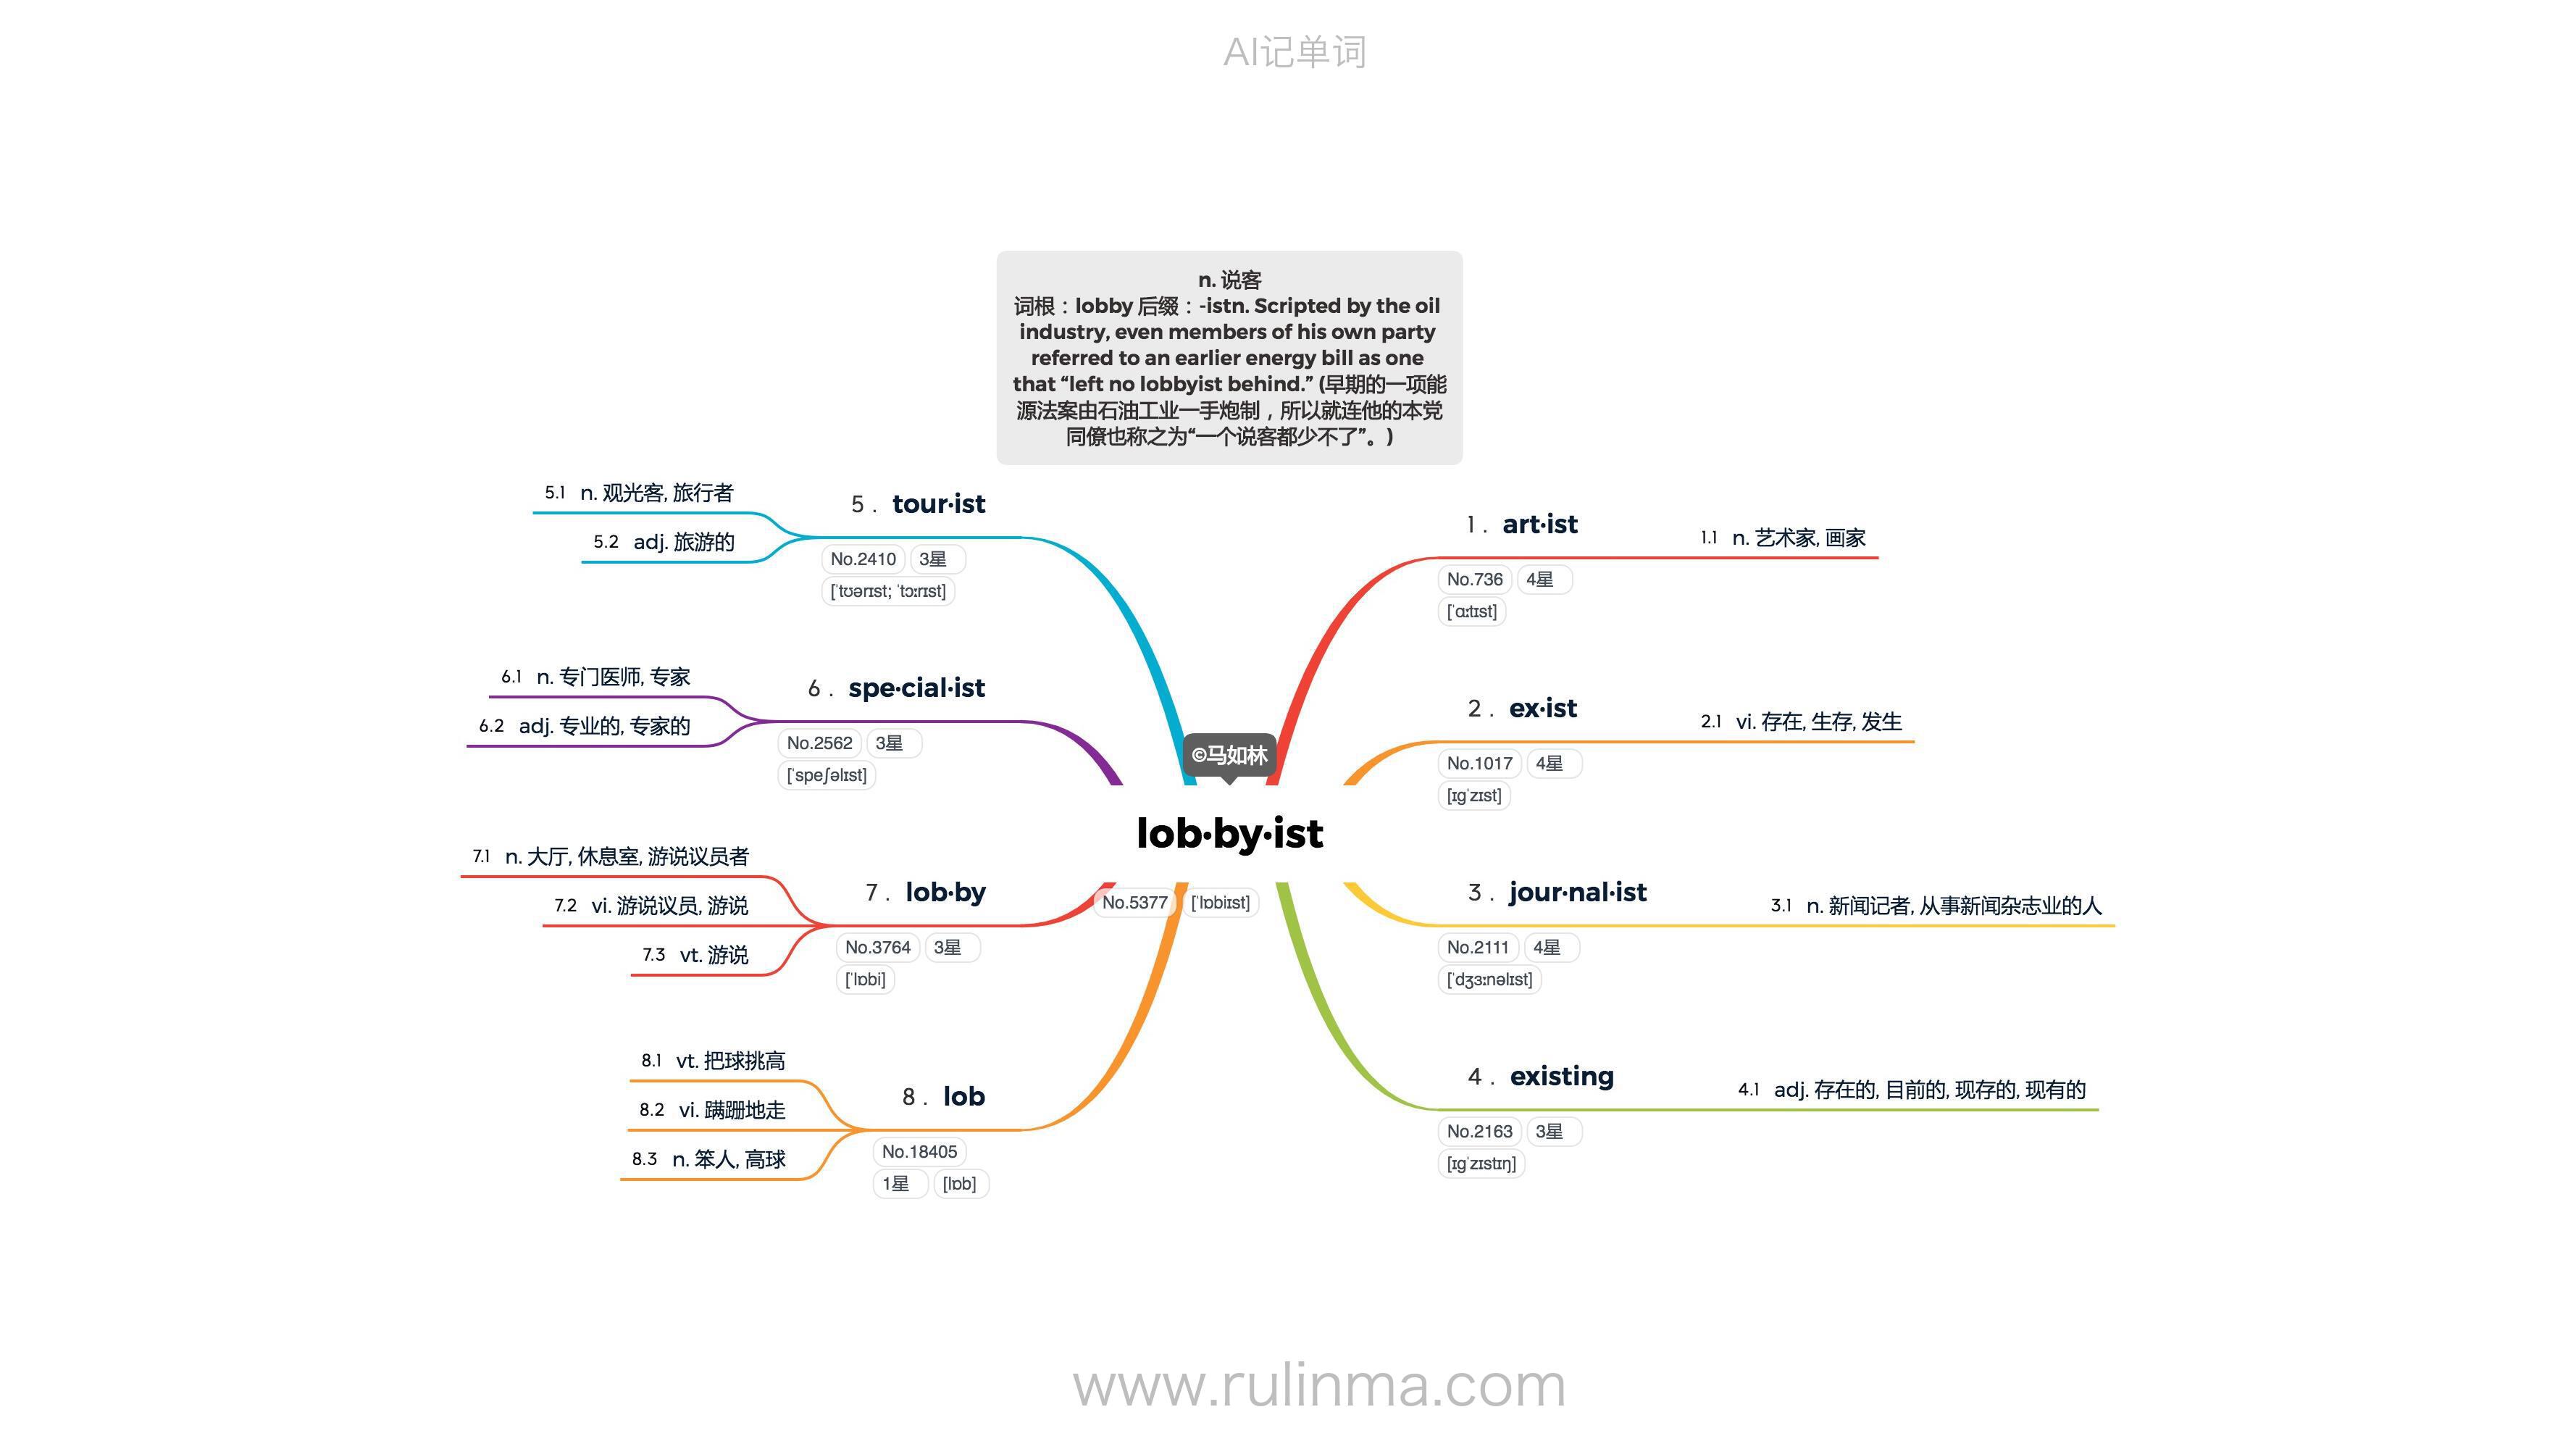 AI记单词
n. 说客
词根：lobby 后缀：-istn. Scripted by the oil
industry, even members of his own party
referred to an earlier energy bill as one
that “left no lobbyist behind.” (早期的一项能
源法案由石油工业一手炮制，所以就连他的本党
同僚也称之为“一个说客都少不了”。)
©马如林
lob·by·ist
No.5377 [ˈlɒbiɪst]
1. art·ist
No.736 4星
[ˈɑːtɪst]
1.1 n. 艺术家, 画家
2. ex·ist
No.1017 4星
[ɪɡˈzɪst]
2.1 vi. 存在, 生存, 发生
3. jour·nal·ist
No.2111 4星
[ˈdʒɜːnəlɪst]
3.1 n. 新闻记者, 从事新闻杂志业的人
4. existing
No.2163 3星
[ɪɡˈzɪstɪŋ]
4.1 adj. 存在的, 目前的, 现存的, 现有的
5. tour·ist
No.2410 3星
[ˈtʊərɪst; ˈtɔːrɪst]
5.1 n. 观光客, 旅行者
5.2 adj. 旅游的
6. spe·cial·ist
No.2562 3星
[ˈspeʃəlɪst]
6.1 n. 专门医师, 专家
6.2 adj. 专业的, 专家的
7. lob·by
No.3764 3星
[ˈlɒbi]
7.1 n. 大厅, 休息室, 游说议员者
7.2 vi. 游说议员, 游说
7.3 vt. 游说
8. lob
No.18405
1星 [lɒb]
8.1 vt. 把球挑高
8.2 vi. 蹒跚地走
8.3 n. 笨人, 高球
www.rulinma.com